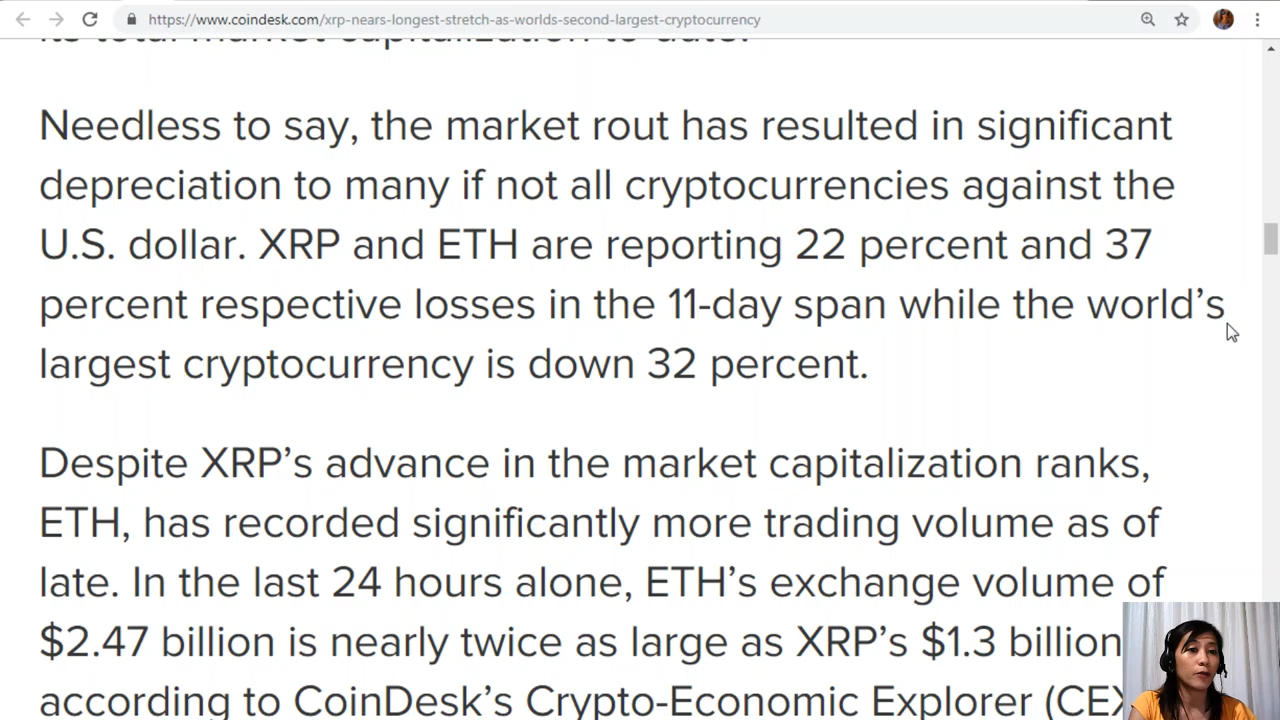 https://www.coindesk.com/xrp-nears-longest-stretch-as-worlds-second-largest-cryptocurrency
its total market capitalization to date.
Needless to say, the market rout has resulted in significant
depreciation to many if not all cryptocurrencies against the
U.S. dollar. XRP and ETH are reporting 22 percent and 37
percent respective losses in the 11-day span while the world’s
largest cryptocurrency is down 32 percent.
Despite XRP’s advance in the market capitalization ranks,
ETH, has recorded significantly more trading volume as of
late. In the last 24 hours alone, ETH’s exchange volume of
$2.47 billion is nearly twice as large as XRP’s $1.3 billion
according to CoinDesk’s Crypto-Economic Explorer (CEX